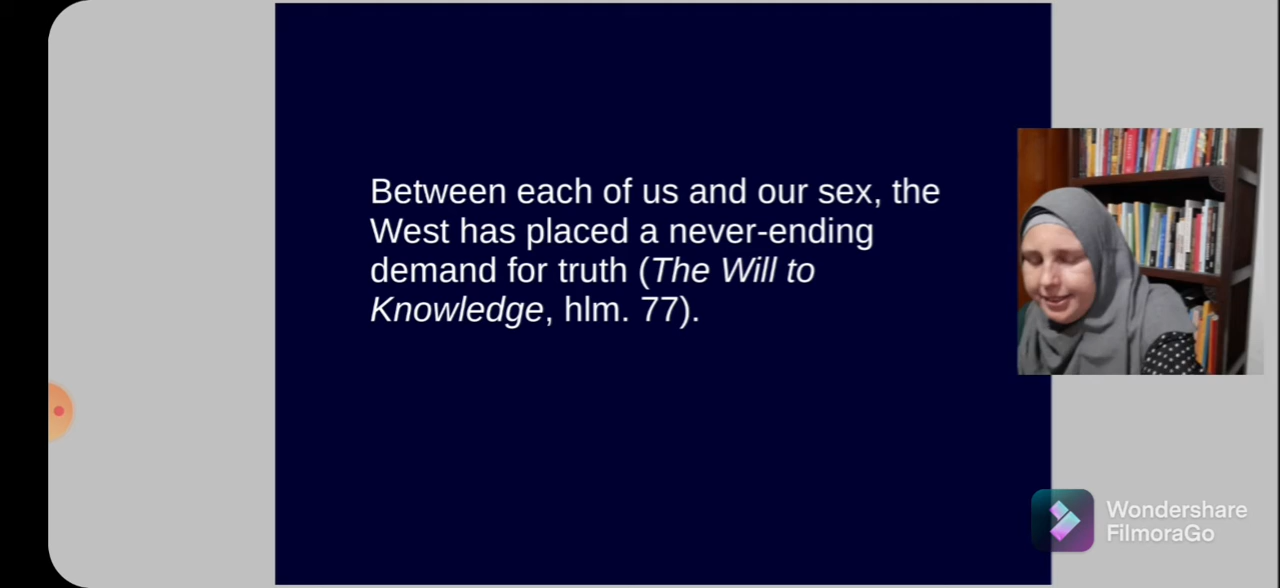 Between each of us and our sex, the
West has placed a never-ending
demand for truth (The Will to
Knowledge, hlm. 77).
Wondershare
FilmoraGo